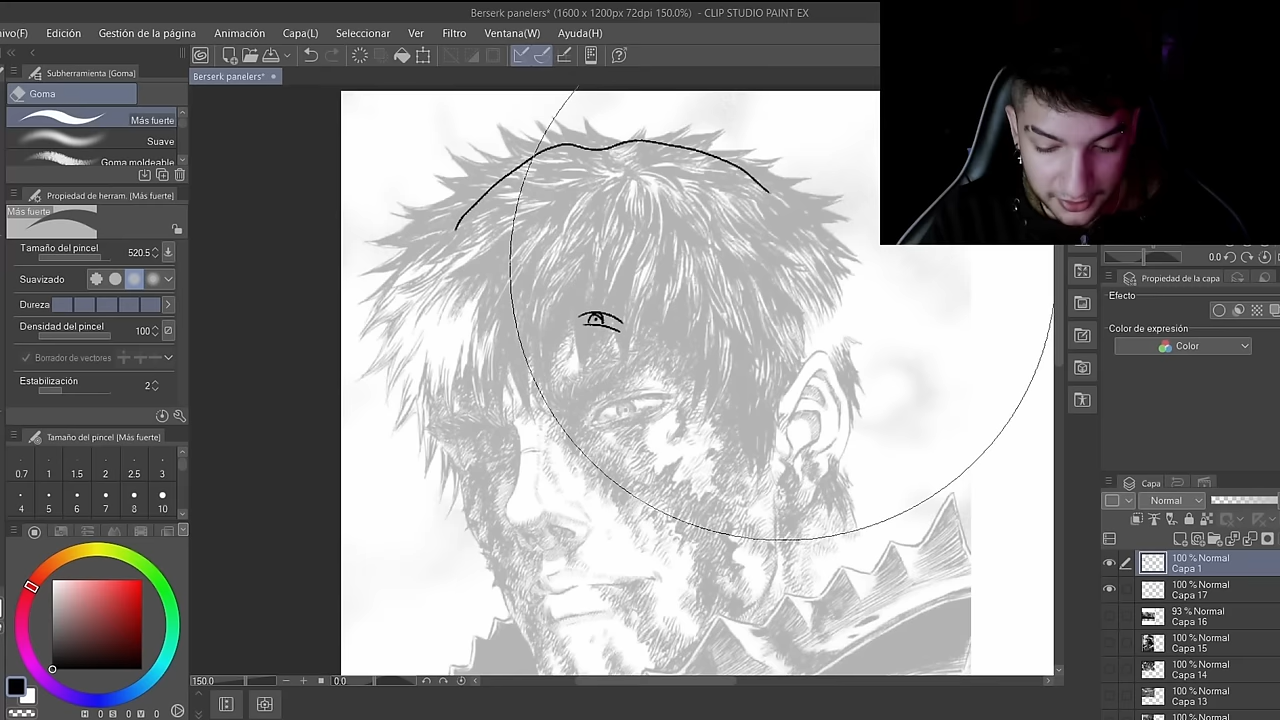 Berserk panelers* (1600 x 1200px 72dpi 150.0%) - CLIP STUDIO PAINT EX
ivo(F) Edición Gestión de la página Animación Capa(L) Seleccionar Ver Filtro Ventana(W) Ayuda(H)
Subherramienta [Goma]
Berserk panelers*
Goma
Más fuerte
Suave
Goma moldeable
Propiedad de herram. [Más fuerte]
Más fuerte
Tamaño del pincel 520.5
Suavizado
Dureza
Densidad del pincel 100
Borrador de vectores
Estabilización 2
Tamaño del pincel [Más fuerte]
0.7 1 1.5 2 2.5 3
4 5 6 7 8 10
H 0 S 0 V 0
150.0 0.0
0.0
Propiedad de la capa
Efecto
Color de expresión
Color
Capa
Normal
100 % Normal
Capa 1
100 % Normal
Capa 17
93 % Normal
Capa 16
100 % Normal
Capa 15
100 % Normal
Capa 14
100 % Normal
Capa 13